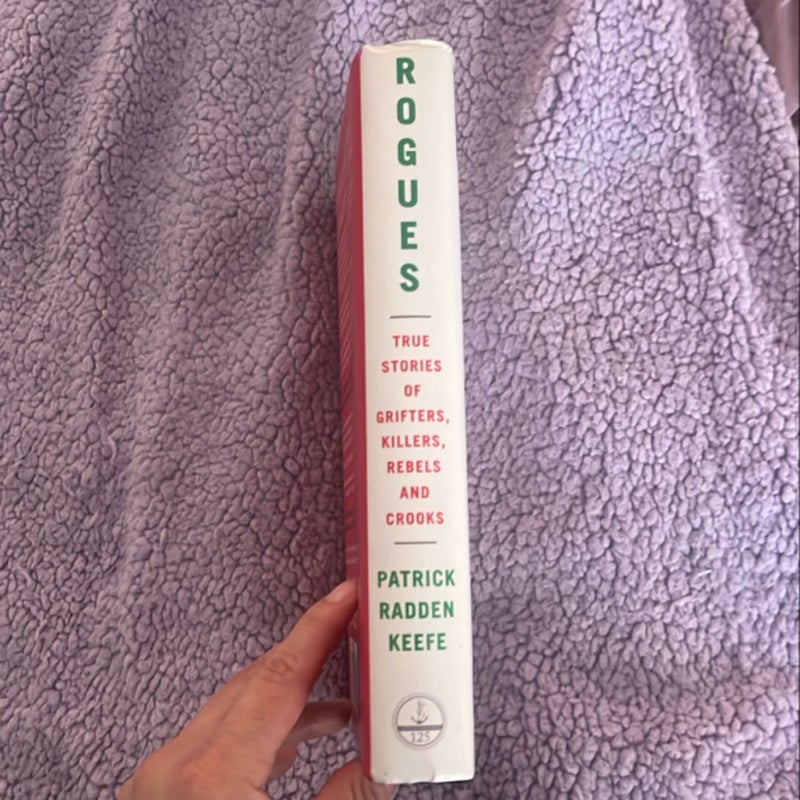 ROGUES
TRUE
STORIES
OF
GRIFTERS,
KILLERS,
REBELS
AND
CROOKS
PATRICK
RADDEN
KEEFE
125